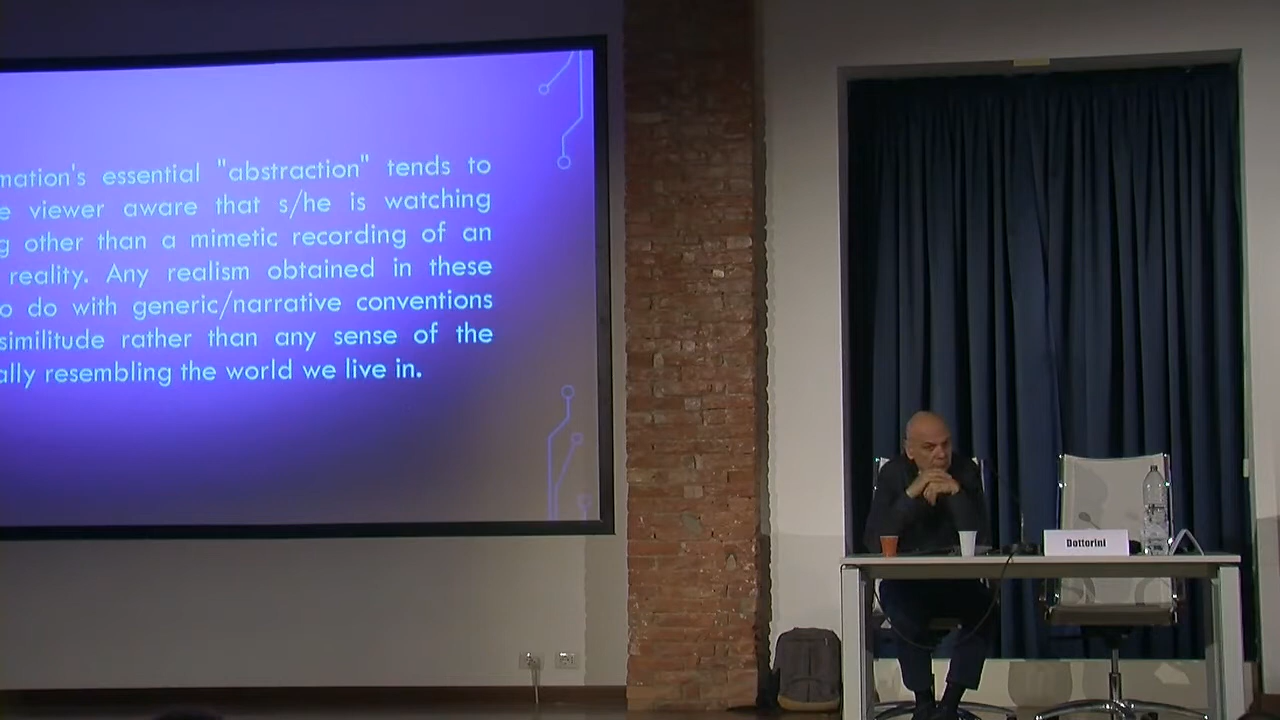 mation's essential "abstraction" tends to
e viewer aware that s/he is watching
g other than a mimetic recording of an
reality. Any realism obtained in these
o do with generic/narrative conventions
similitude rather than any sense of the
ally resembling the world we live in.
Dottorini